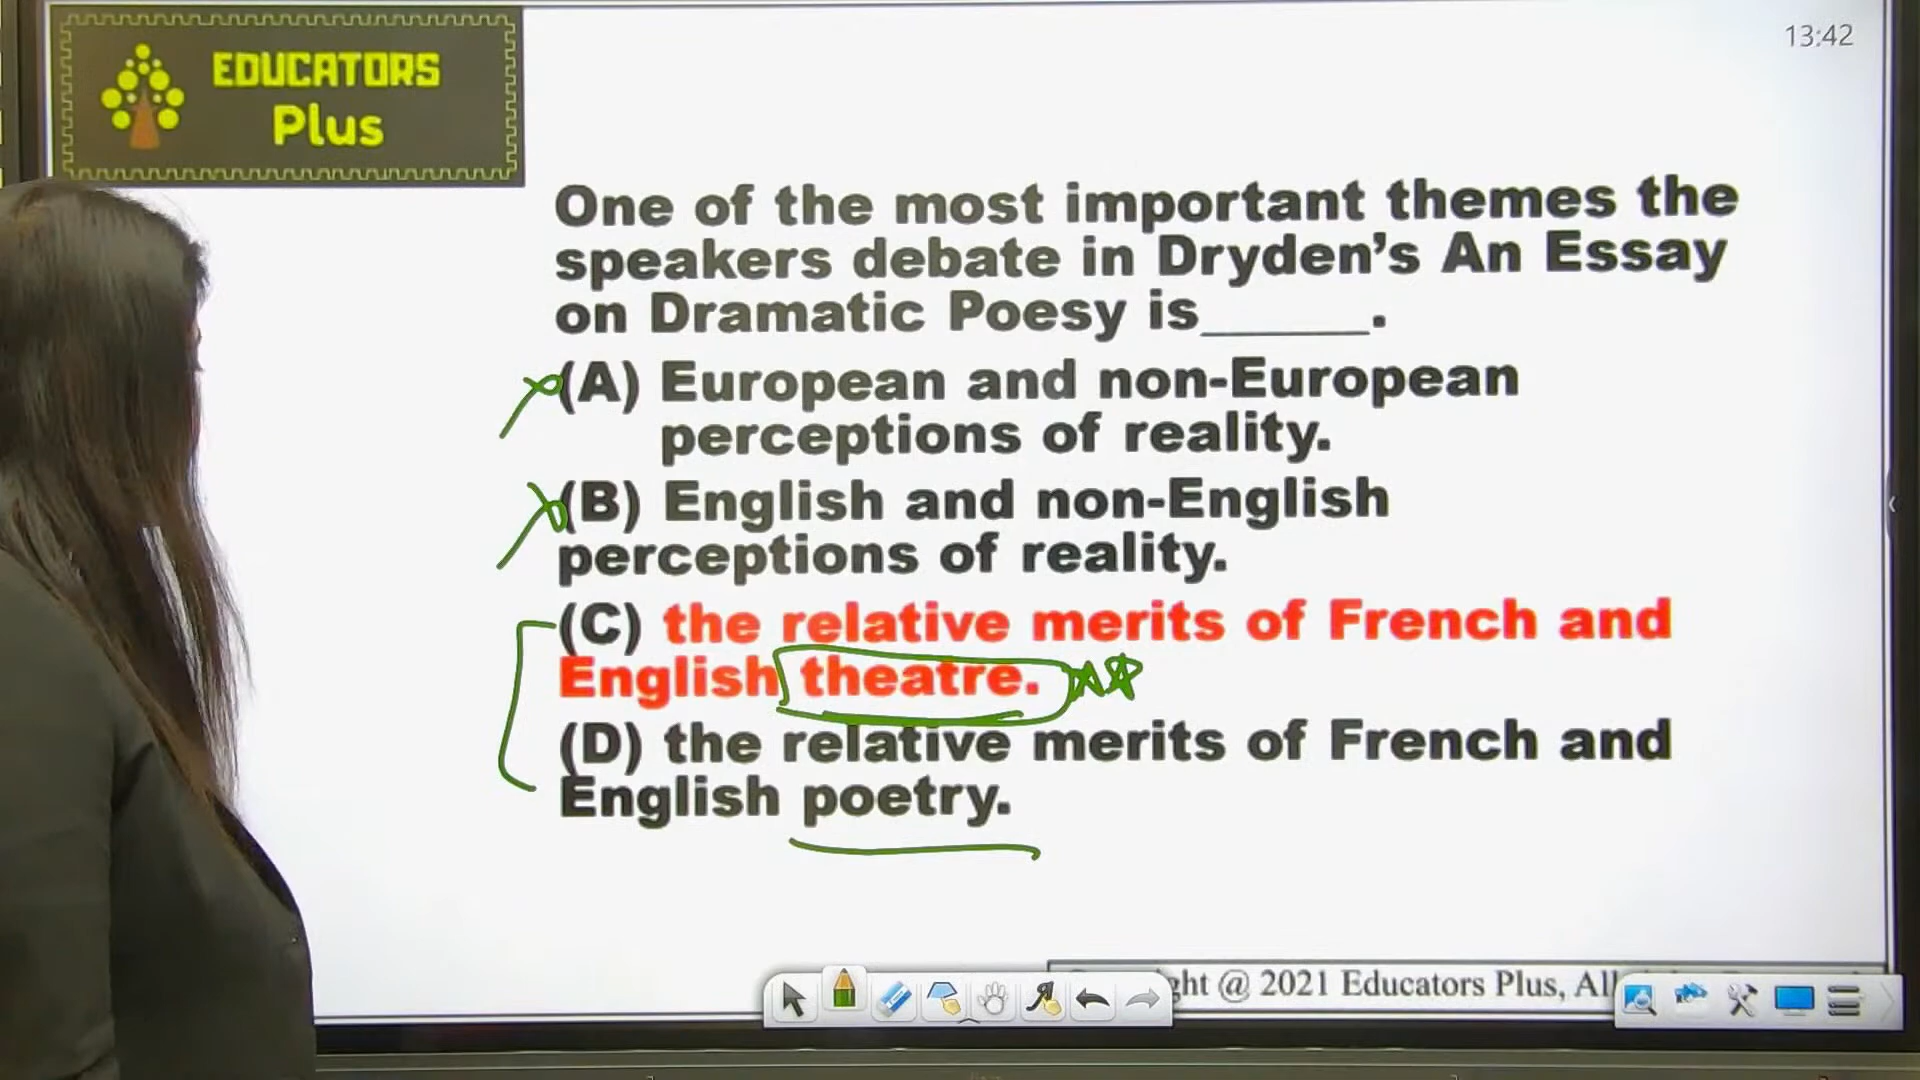 EDUCATORS
Plus
13:42
One of the most important themes the
speakers debate in Dryden’s An Essay
on Dramatic Poesy is______.
(A) European and non-European
perceptions of reality.
(B) English and non-English
perceptions of reality.
(C) the relative merits of French and
English theatre.
(D) the relative merits of French and
English poetry.
@ 2021 Educators Plus, All